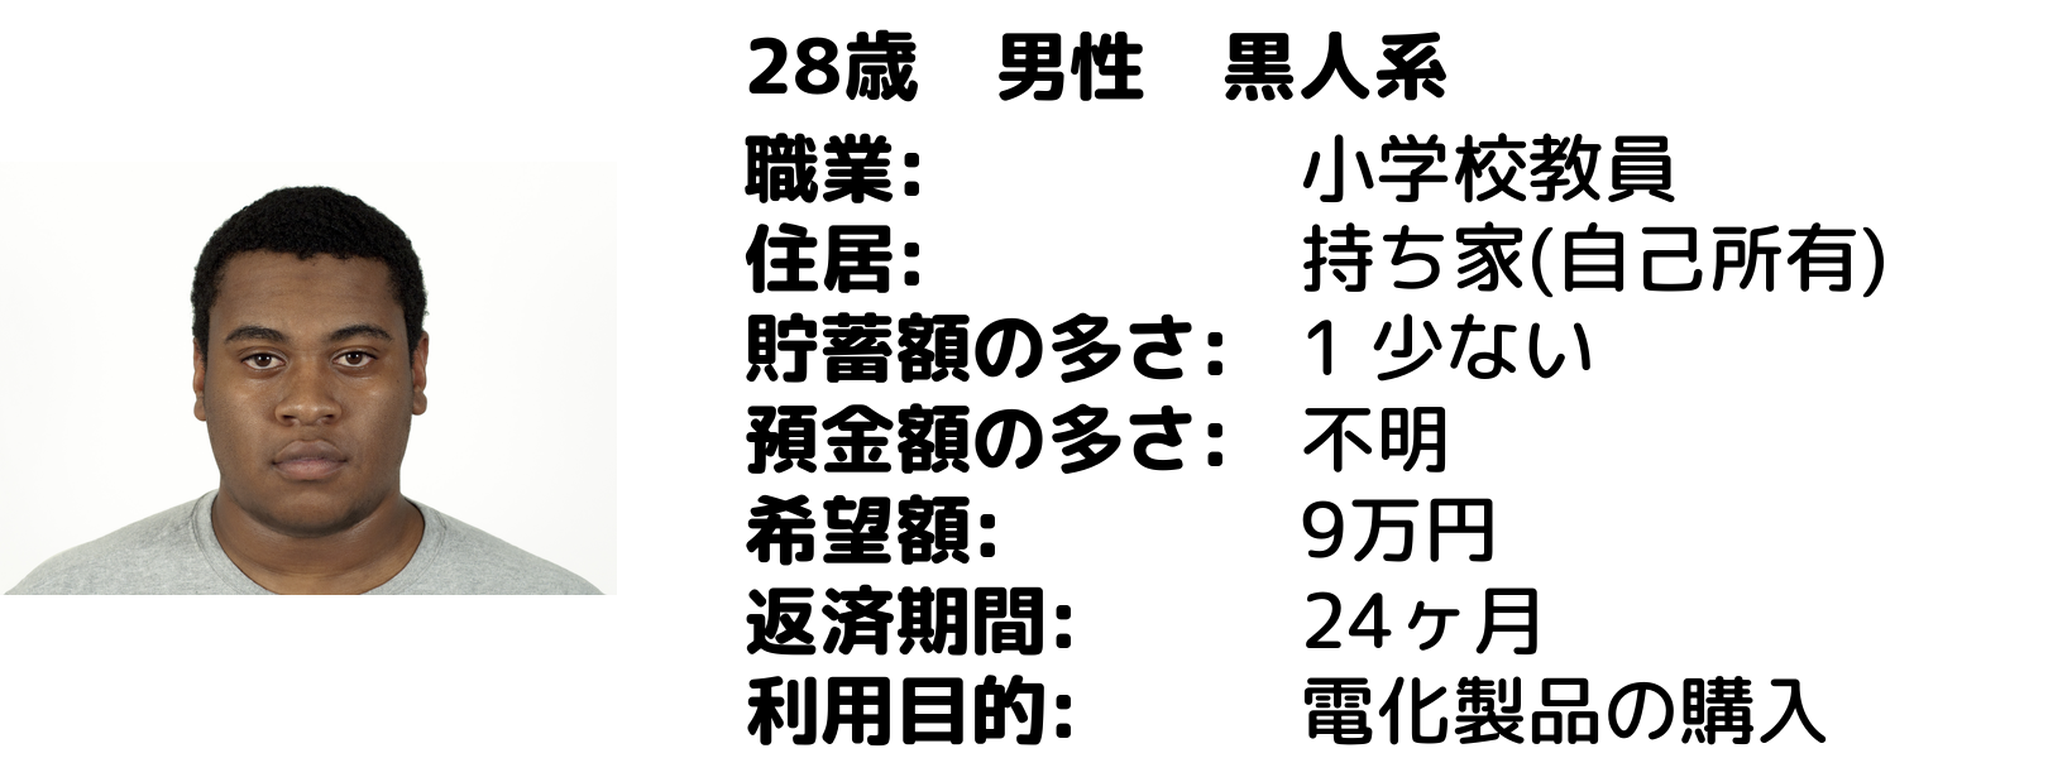 28歳　男性　黒人系
職業: 小学校教員
住居: 持ち家(自己所有)
貯蓄額の多さ: 1 少ない
預金額の多さ: 不明
希望額: 9万円
返済期間: 24ヶ月
利用目的: 電化製品の購入